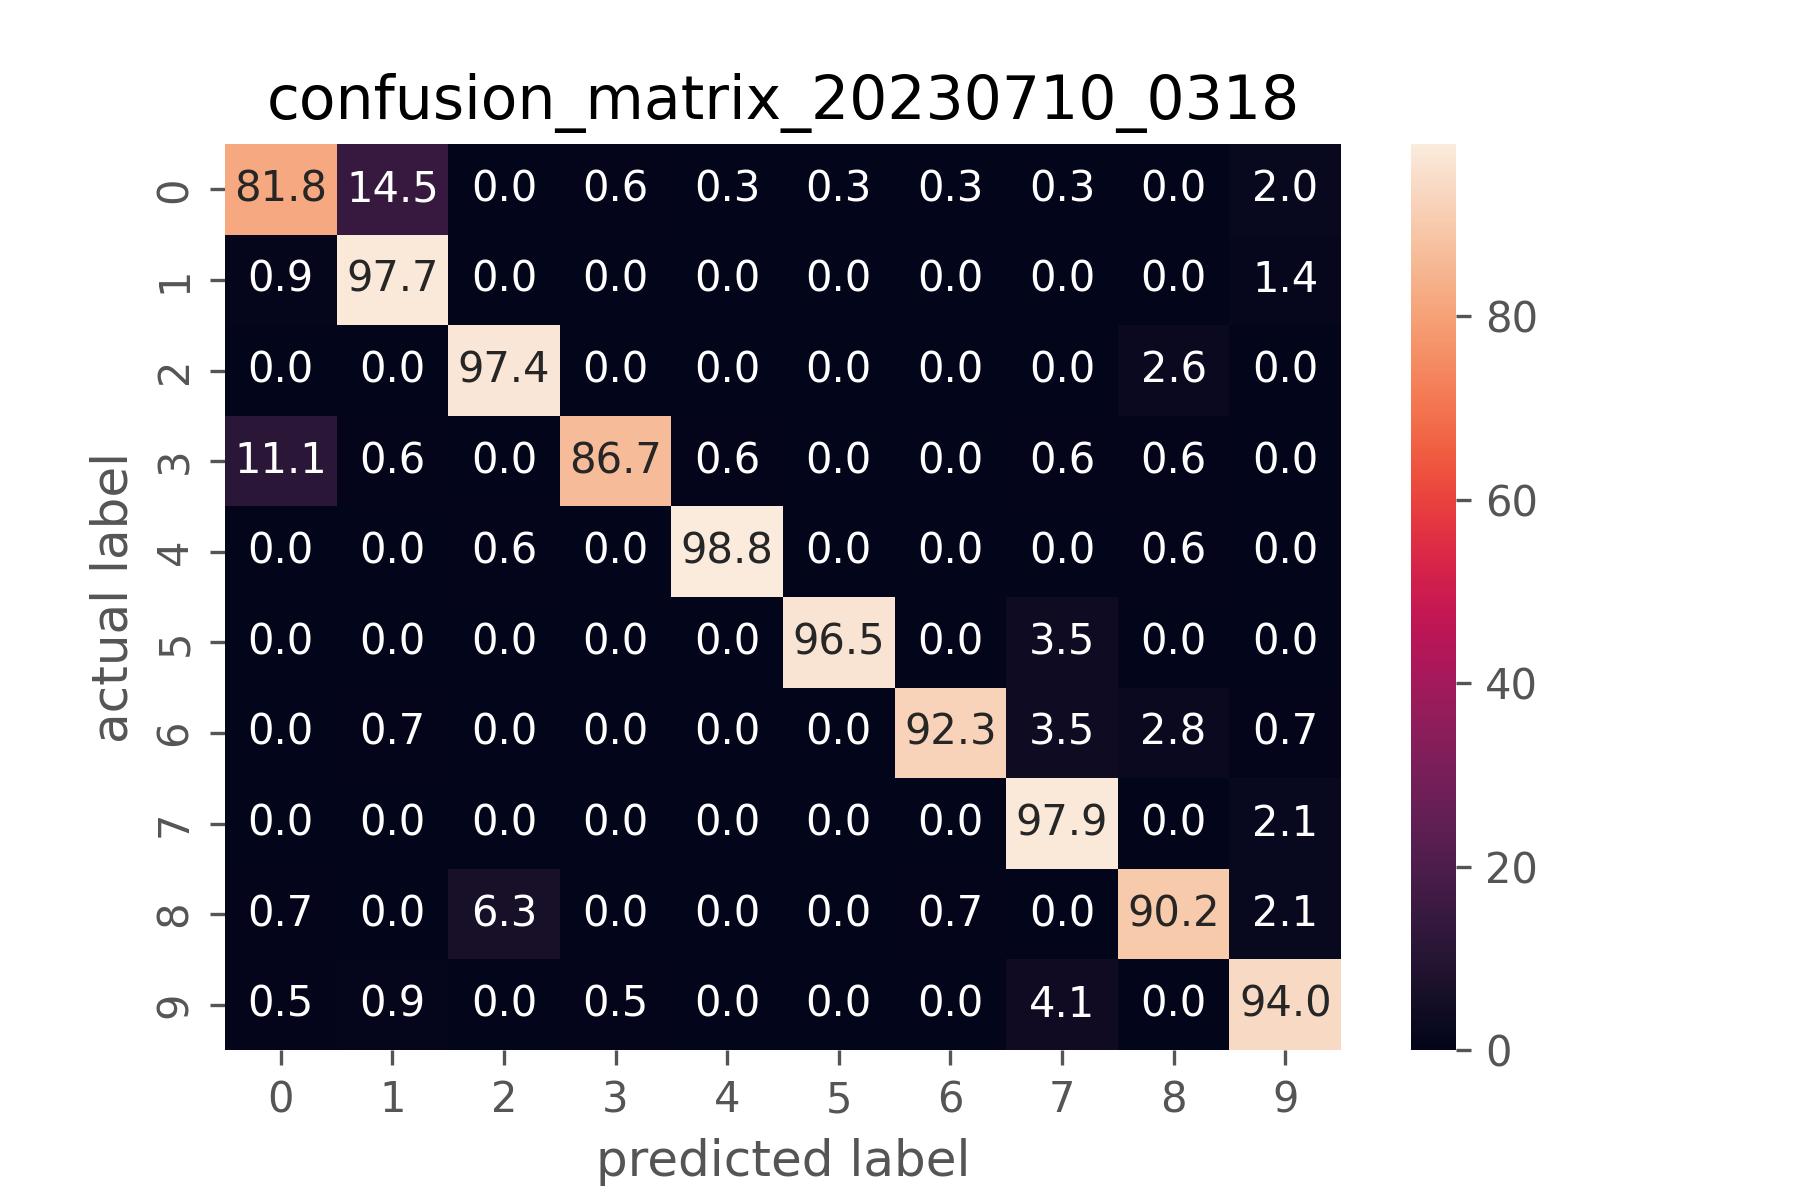 confusion_matrix_20230710_0318
0 81.8 14.5 0.0 0.6 0.3 0.3 0.3 0.3 0.0 2.0
1 0.9 97.7 0.0 0.0 0.0 0.0 0.0 0.0 0.0 1.4
2 0.0 0.0 97.4 0.0 0.0 0.0 0.0 0.0 2.6 0.0
3 11.1 0.6 0.0 86.7 0.6 0.0 0.0 0.6 0.6 0.0
4 0.0 0.0 0.6 0.0 98.8 0.0 0.0 0.0 0.6 0.0
5 0.0 0.0 0.0 0.0 0.0 96.5 0.0 3.5 0.0 0.0
6 0.0 0.7 0.0 0.0 0.0 0.0 92.3 3.5 2.8 0.7
7 0.0 0.0 0.0 0.0 0.0 0.0 0.0 97.9 0.0 2.1
8 0.7 0.0 6.3 0.0 0.0 0.0 0.7 0.0 90.2 2.1
9 0.5 0.9 0.0 0.5 0.0 0.0 0.0 4.1 0.0 94.0
0 1 2 3 4 5 6 7 8 9
predicted label
actual label
80
60
40
20
0